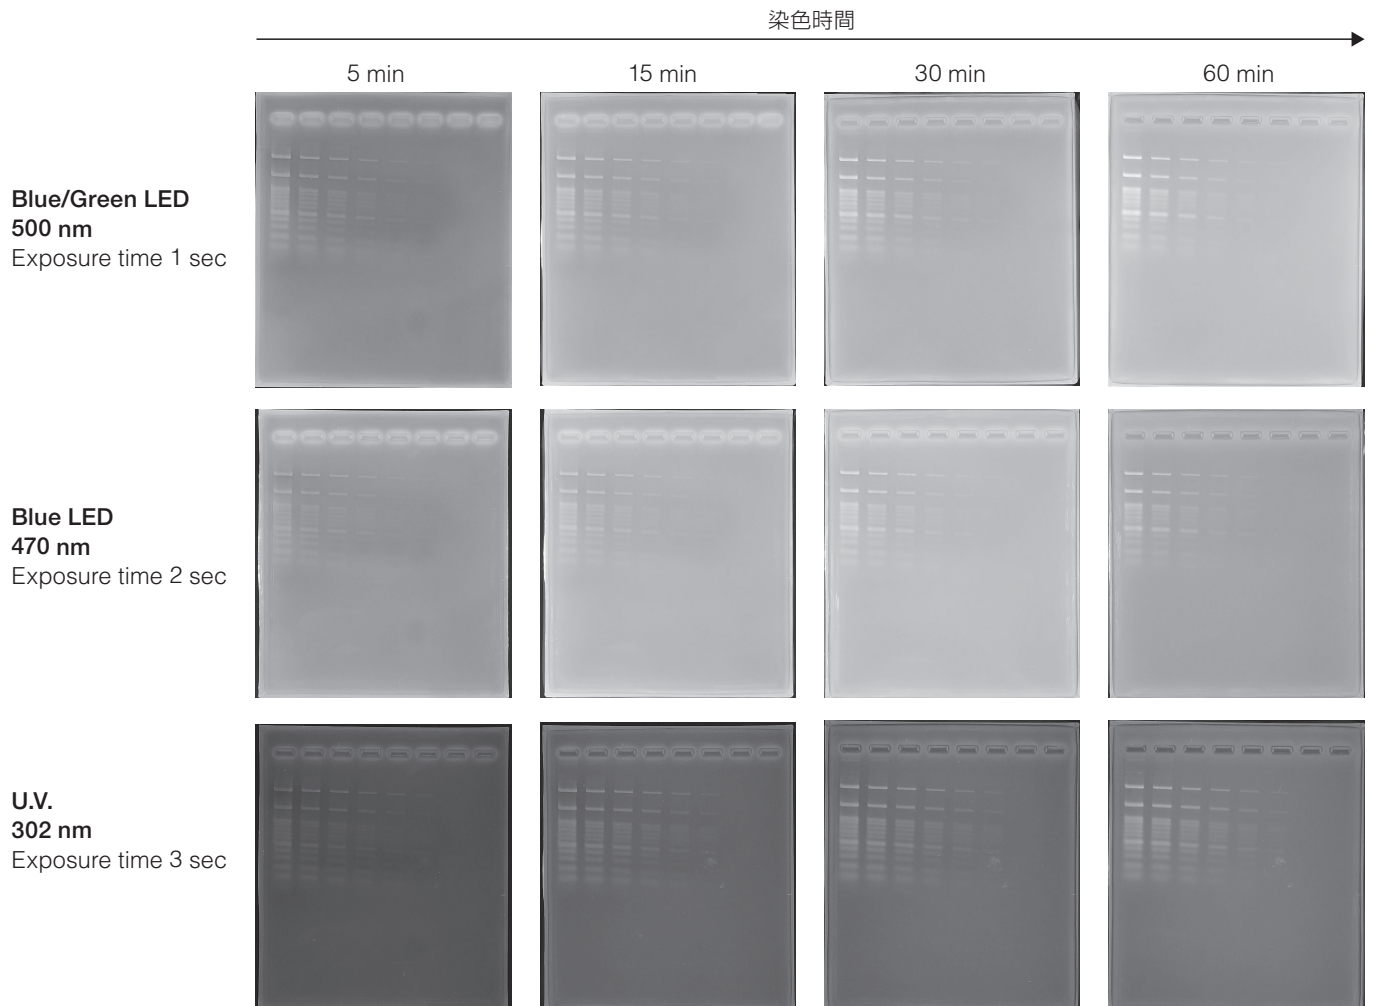 染色時間
5 min
15 min
30 min
60 min
Blue/Green LED
500 nm
Exposure time 1 sec
Blue LED
470 nm
Exposure time 2 sec
U.V.
302 nm
Exposure time 3 sec